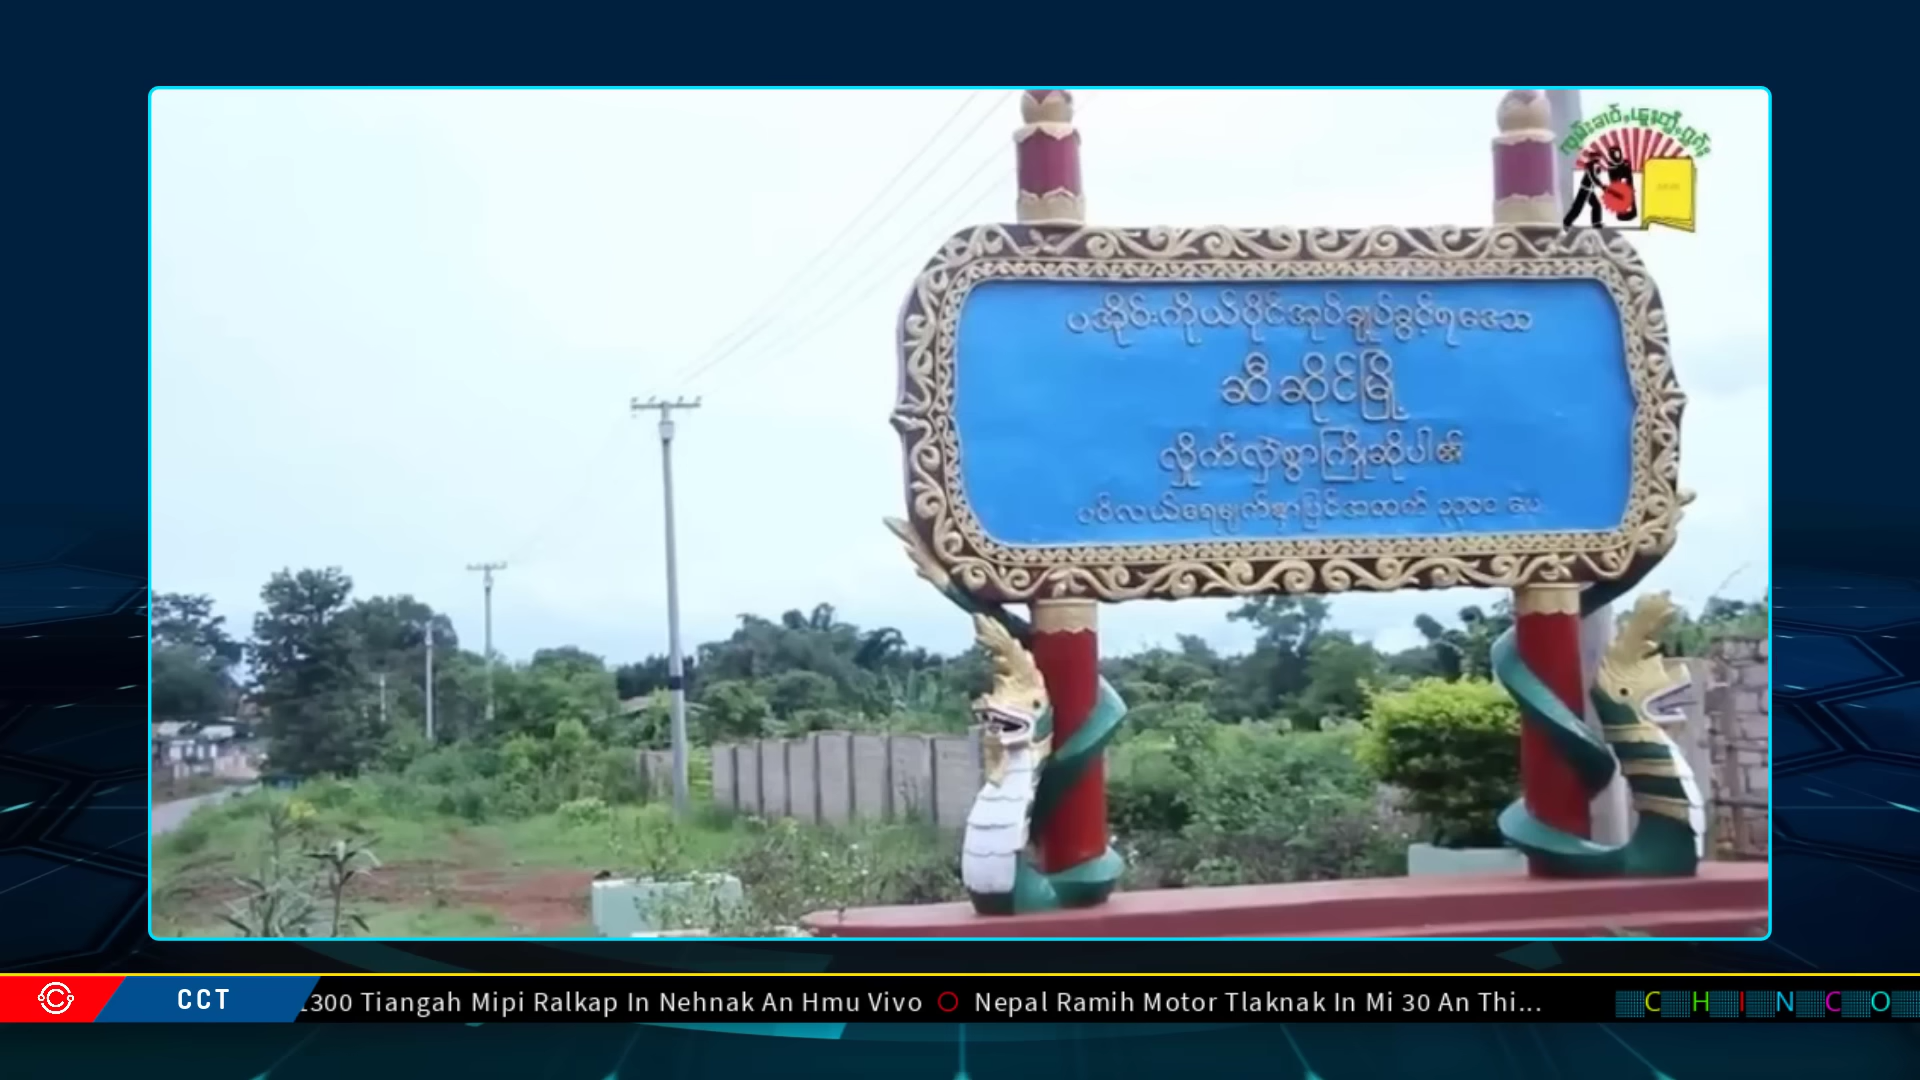 ပအိုဝ်းကိုယ်ပိုင်အုပ်ချုပ်ခွင့်ရဒေသ
ဆီဆိုင်မြို့
လှိုက်လှဲစွာကြိုဆိုပါ၏
ပင်လယ်ရေမျက်နှာပြင်အထက် ပေ
CCT
1300 Tiangah Mipi Ralkap In Nehnak An Hmu Vivo
Nepal Ramih Motor Tlaknak In Mi 30 An Thi...
CHINCO